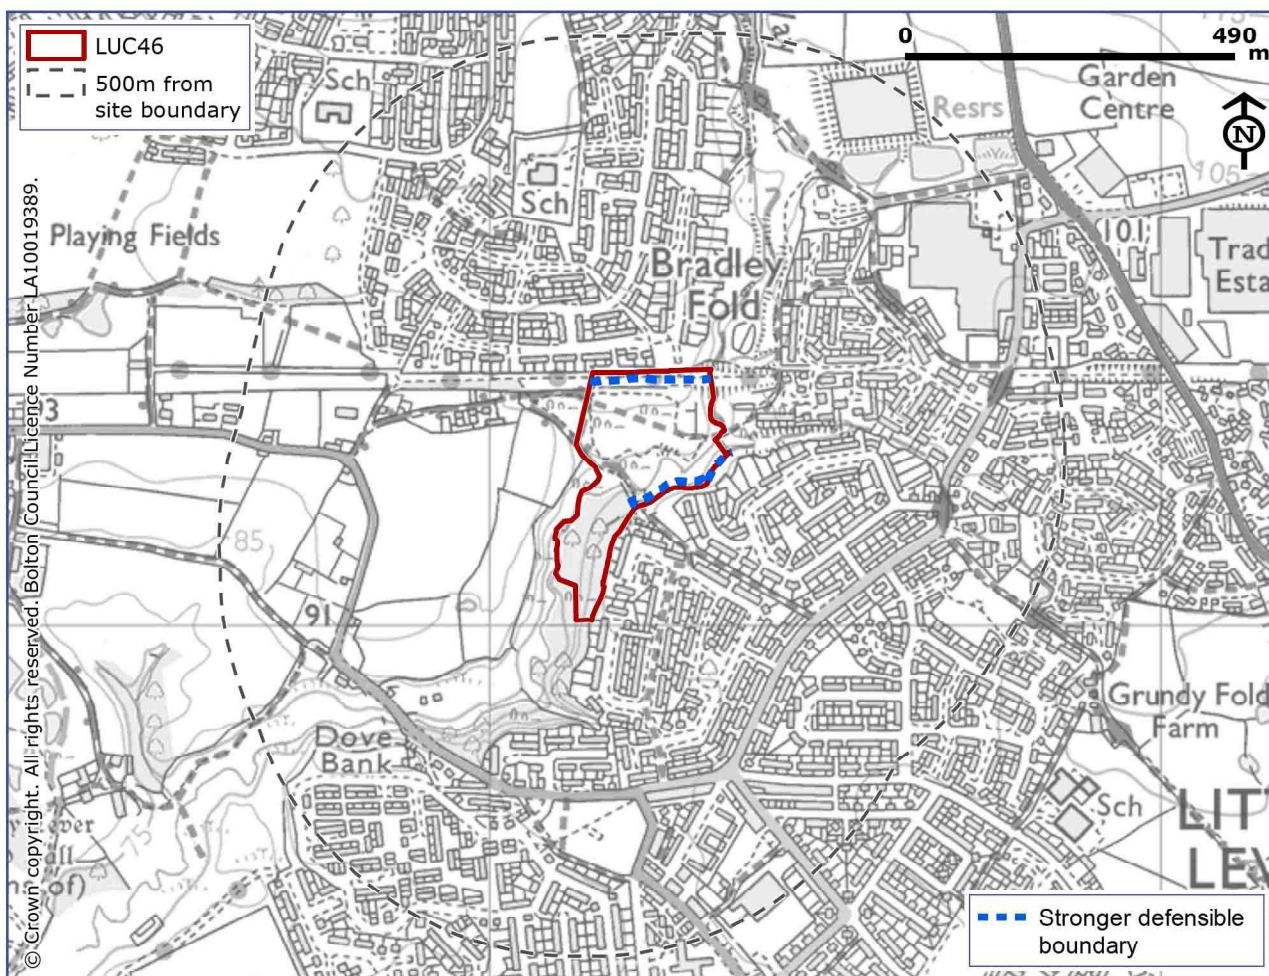 LUC46
500m from
site boundary
0 490
m
N
Sch
Sch
Garden
Centre
Resrs
105
Playing Fields
Bradley
Fold
101
Trad
Esta
93
85
91
Dove
Bank
Grundy Fold
Farm
Sch
LIT
LEV
75
Stronger defensible
boundary
© Crown copyright. All rights reserved. Bolton Council Licence Number LA100019389.